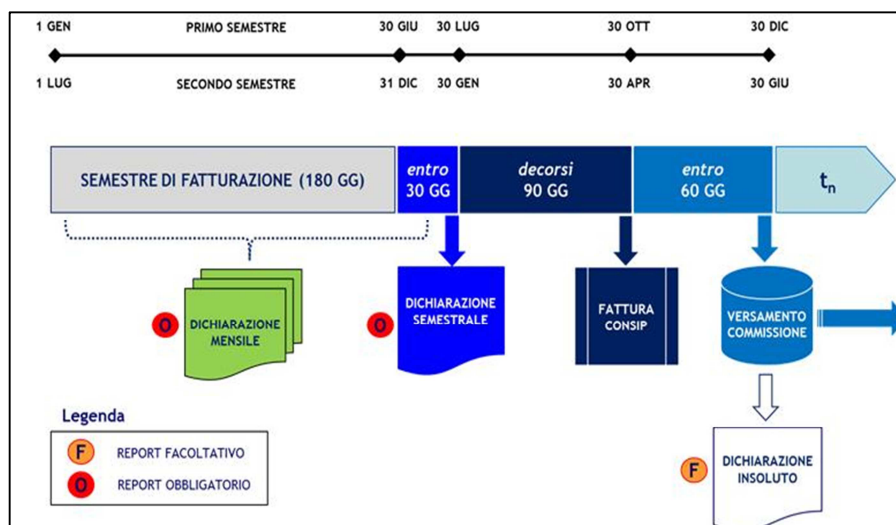 1 GEN PRIMO SEMESTRE 30 GIU 30 LUG 30 OTT 30 DIC
1 LUG SECONDO SEMESTRE 31 DIC 30 GEN 30 APR 30 GIU
SEMESTRE DI FATTURAZIONE (180 GG)
entro
30 GG
decorsi
90 GG
entro
60 GG
tn
O
DICHIARAZIONE
MENSILE
O
DICHIARAZIONE
SEMESTRALE
FATTURA
CONSIP
VERSAMENTO
COMMISSIONE
Legenda
F REPORT FACOLTATIVO
O REPORT OBBLIGATORIO
F
DICHIARAZIONE
INSOLUTO